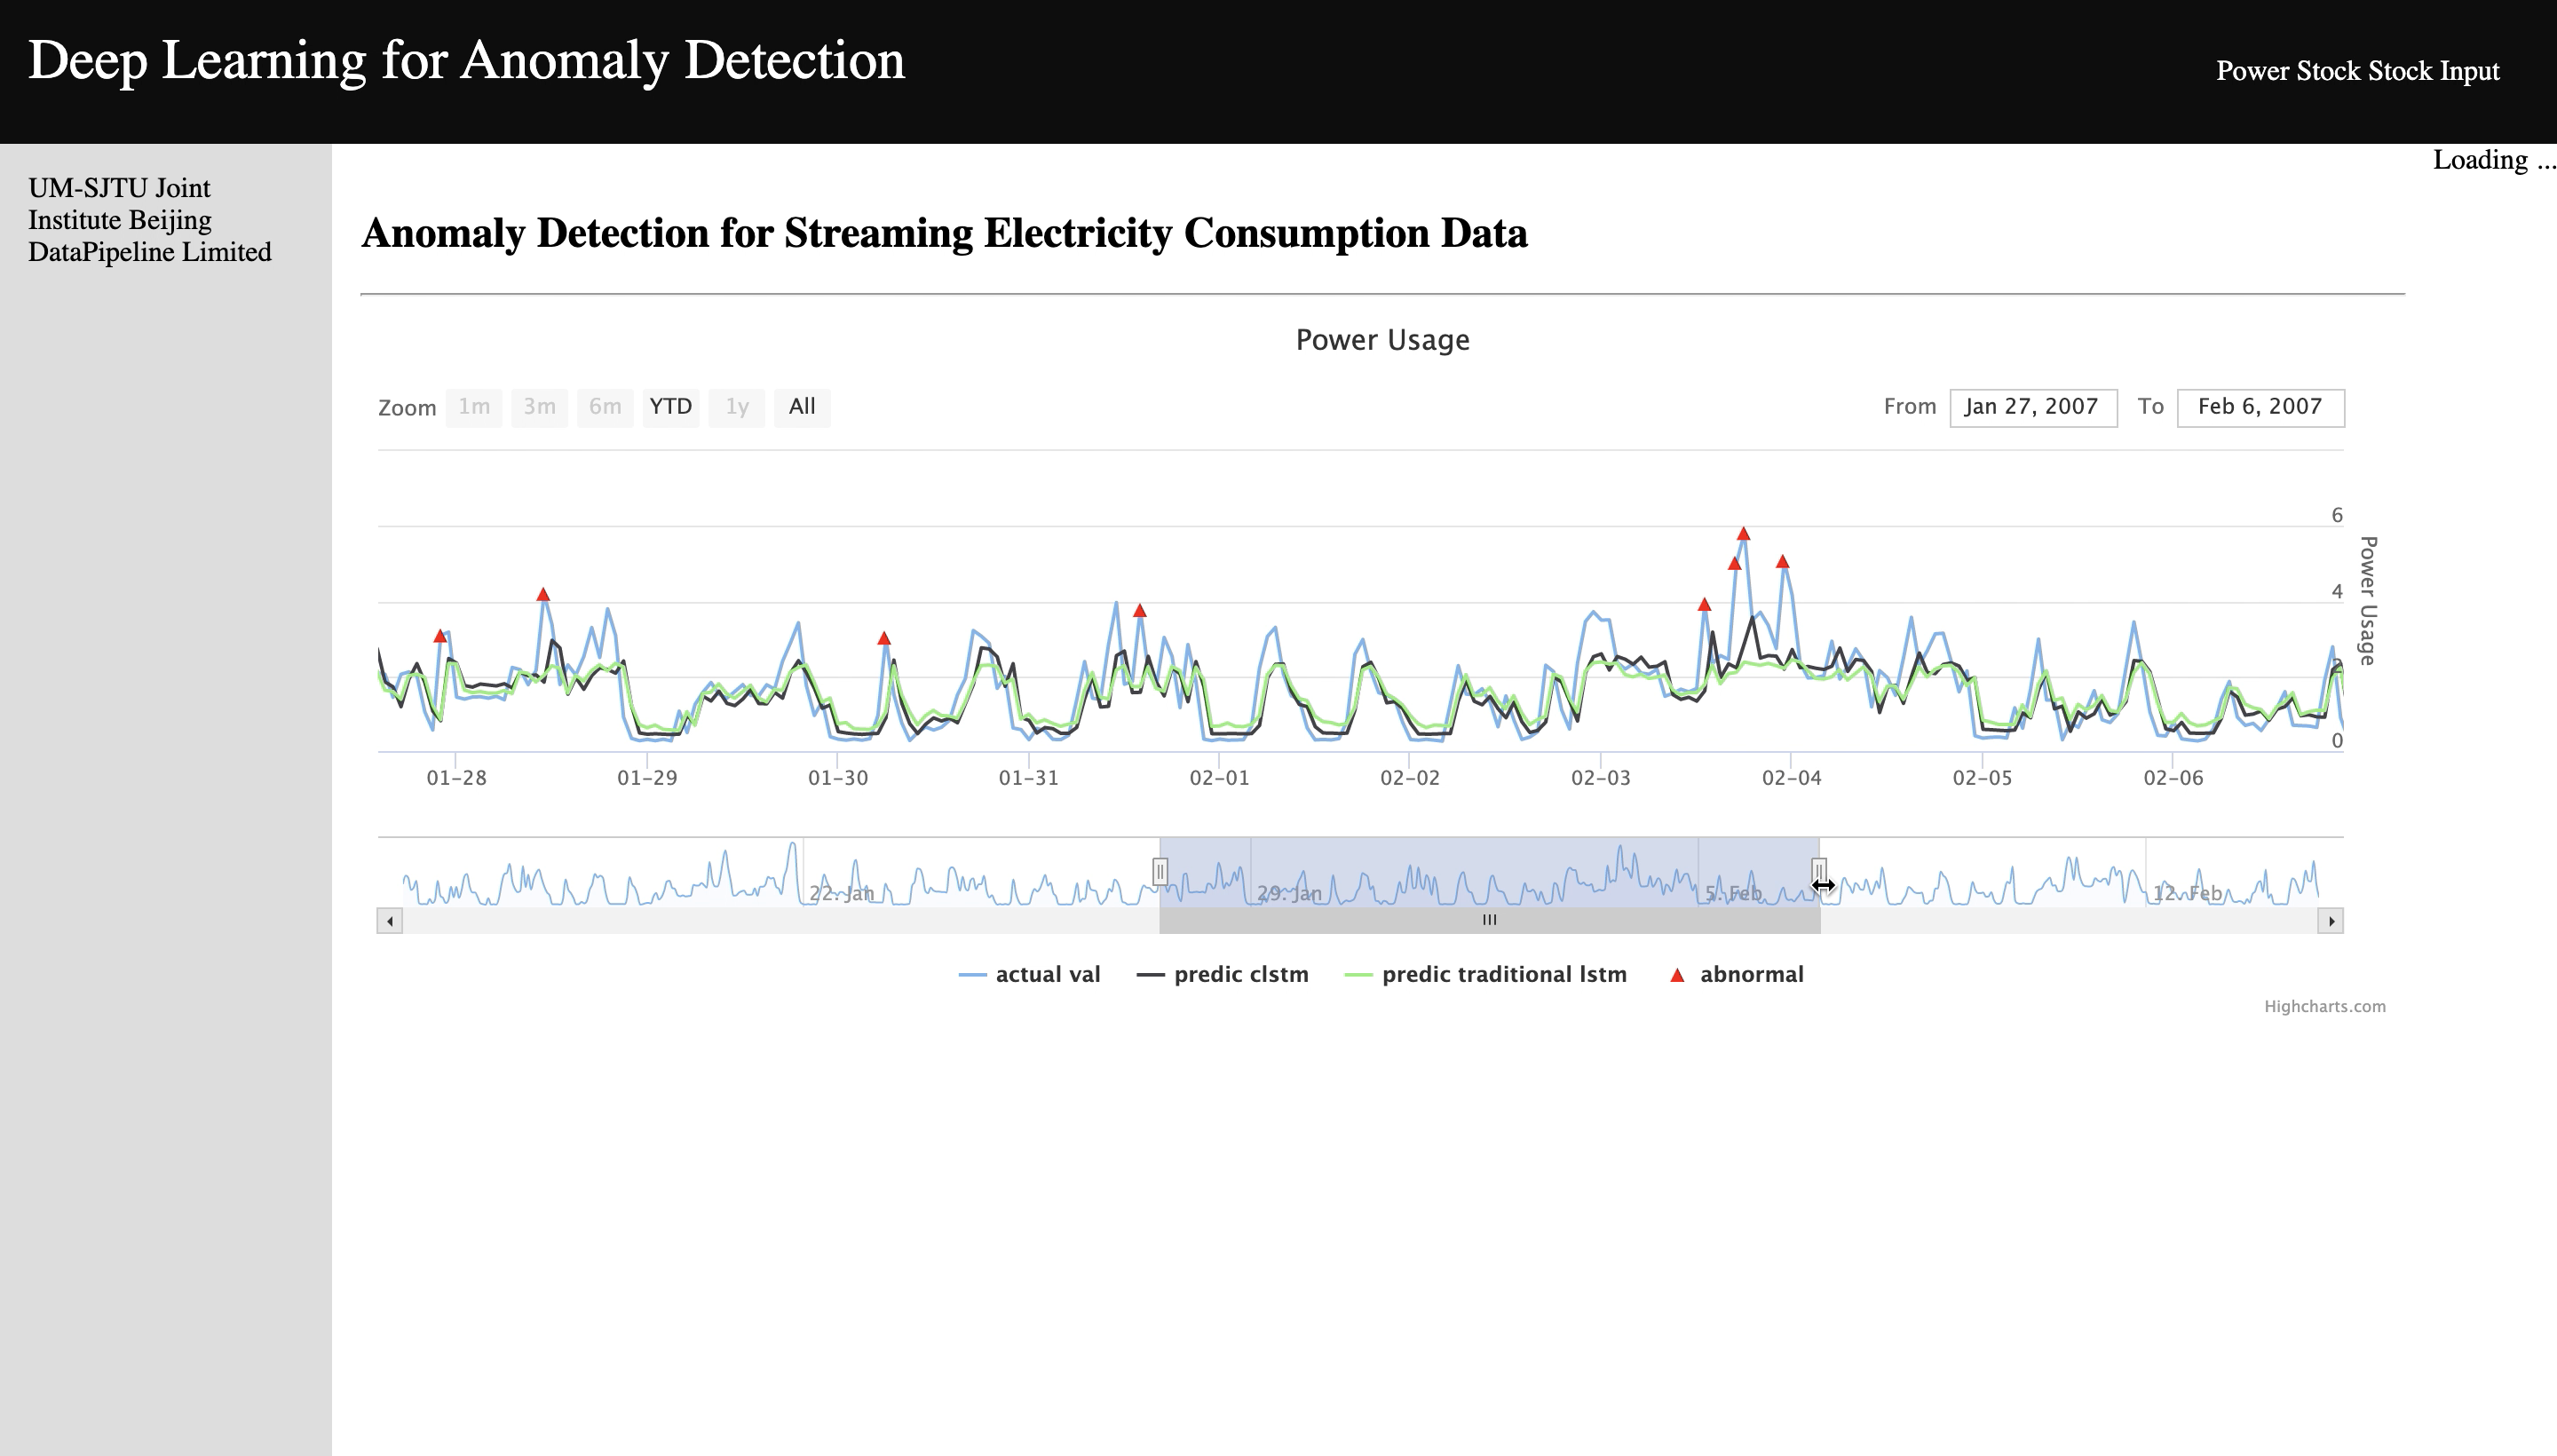 Deep Learning for Anomaly Detection
Power Stock Stock Input
Loading ...
UM-SJTU Joint
Institute Beijing
DataPipeline Limited
Anomaly Detection for Streaming Electricity Consumption Data
Power Usage
Zoom 1m 3m 6m YTD 1y All
From Jan 27, 2007 To Feb 6, 2007
6
4
2
0
Power Usage
01-28 01-29 01-30 01-31 02-01 02-02 02-03 02-04 02-05 02-06
22. Jan 29. Jan 5. Feb 12. Feb
actual val predic clstm predic traditional lstm abnormal
Highcharts.com